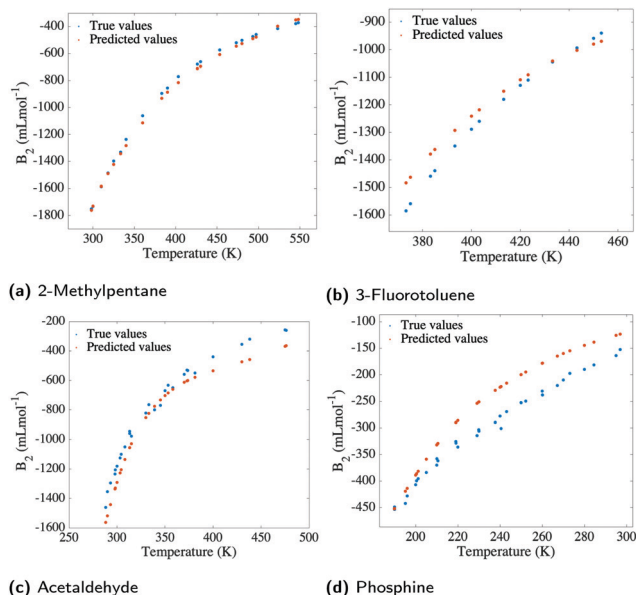 -400
-600
-800
-1000
-1200
-1400
-1600
-1800
B2 (mLmol-1)
True values
Predicted values
300
350
400
450
500
550
Temperature (K)
(a) 2-Methylpentane
-900
-1000
-1100
-1200
-1300
-1400
-1500
-1600
B2 (mLmol-1)
True values
Predicted values
380
400
420
440
460
Temperature (K)
(b) 3-Fluorotoluene
-200
-400
-600
-800
-1000
-1200
-1400
-1600
B2 (mLmol-1)
True values
Predicted values
250
300
350
400
450
500
Temperature (K)
(c) Acetaldehyde
-100
-150
-200
-250
-300
-350
-400
-450
B2 (mLmol-1)
True values
Predicted values
200
220
240
260
280
300
Temperature (K)
(d) Phosphine